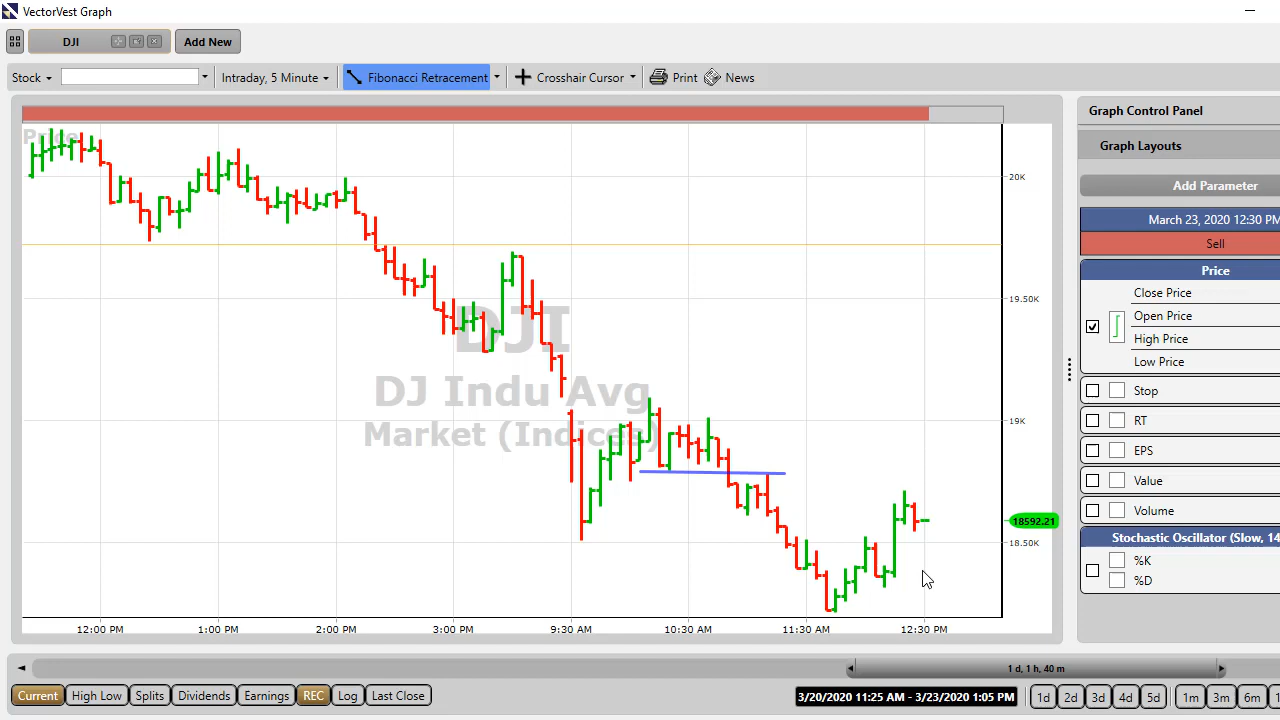 VectorVest Graph
DJI
Add New
Stock
Intraday, 5 Minute
Fibonacci Retracement
Crosshair Cursor
Print
News
Graph Control Panel
Graph Layouts
Add Parameter
March 23, 2020 12:30 PM
Sell
Price
Close Price
Open Price
High Price
Low Price
Stop
RT
EPS
Value
Volume
Stochastic Oscillator (Slow, 14
%K
%D
Price
20K
19.50K
19K
18592.21
18.50K
DJI
DJ Indu Avg
Market (Indices)
12:00 PM 1:00 PM 2:00 PM 3:00 PM 9:30 AM 10:30 AM 11:30 AM 12:30 PM
1 d, 1 h, 40 m
Current High Low Splits Dividends Earnings REC Log Last Close
3/20/2020 11:25 AM - 3/23/2020 1:05 PM
1d 2d 3d 4d 5d 1m 3m 6m 1